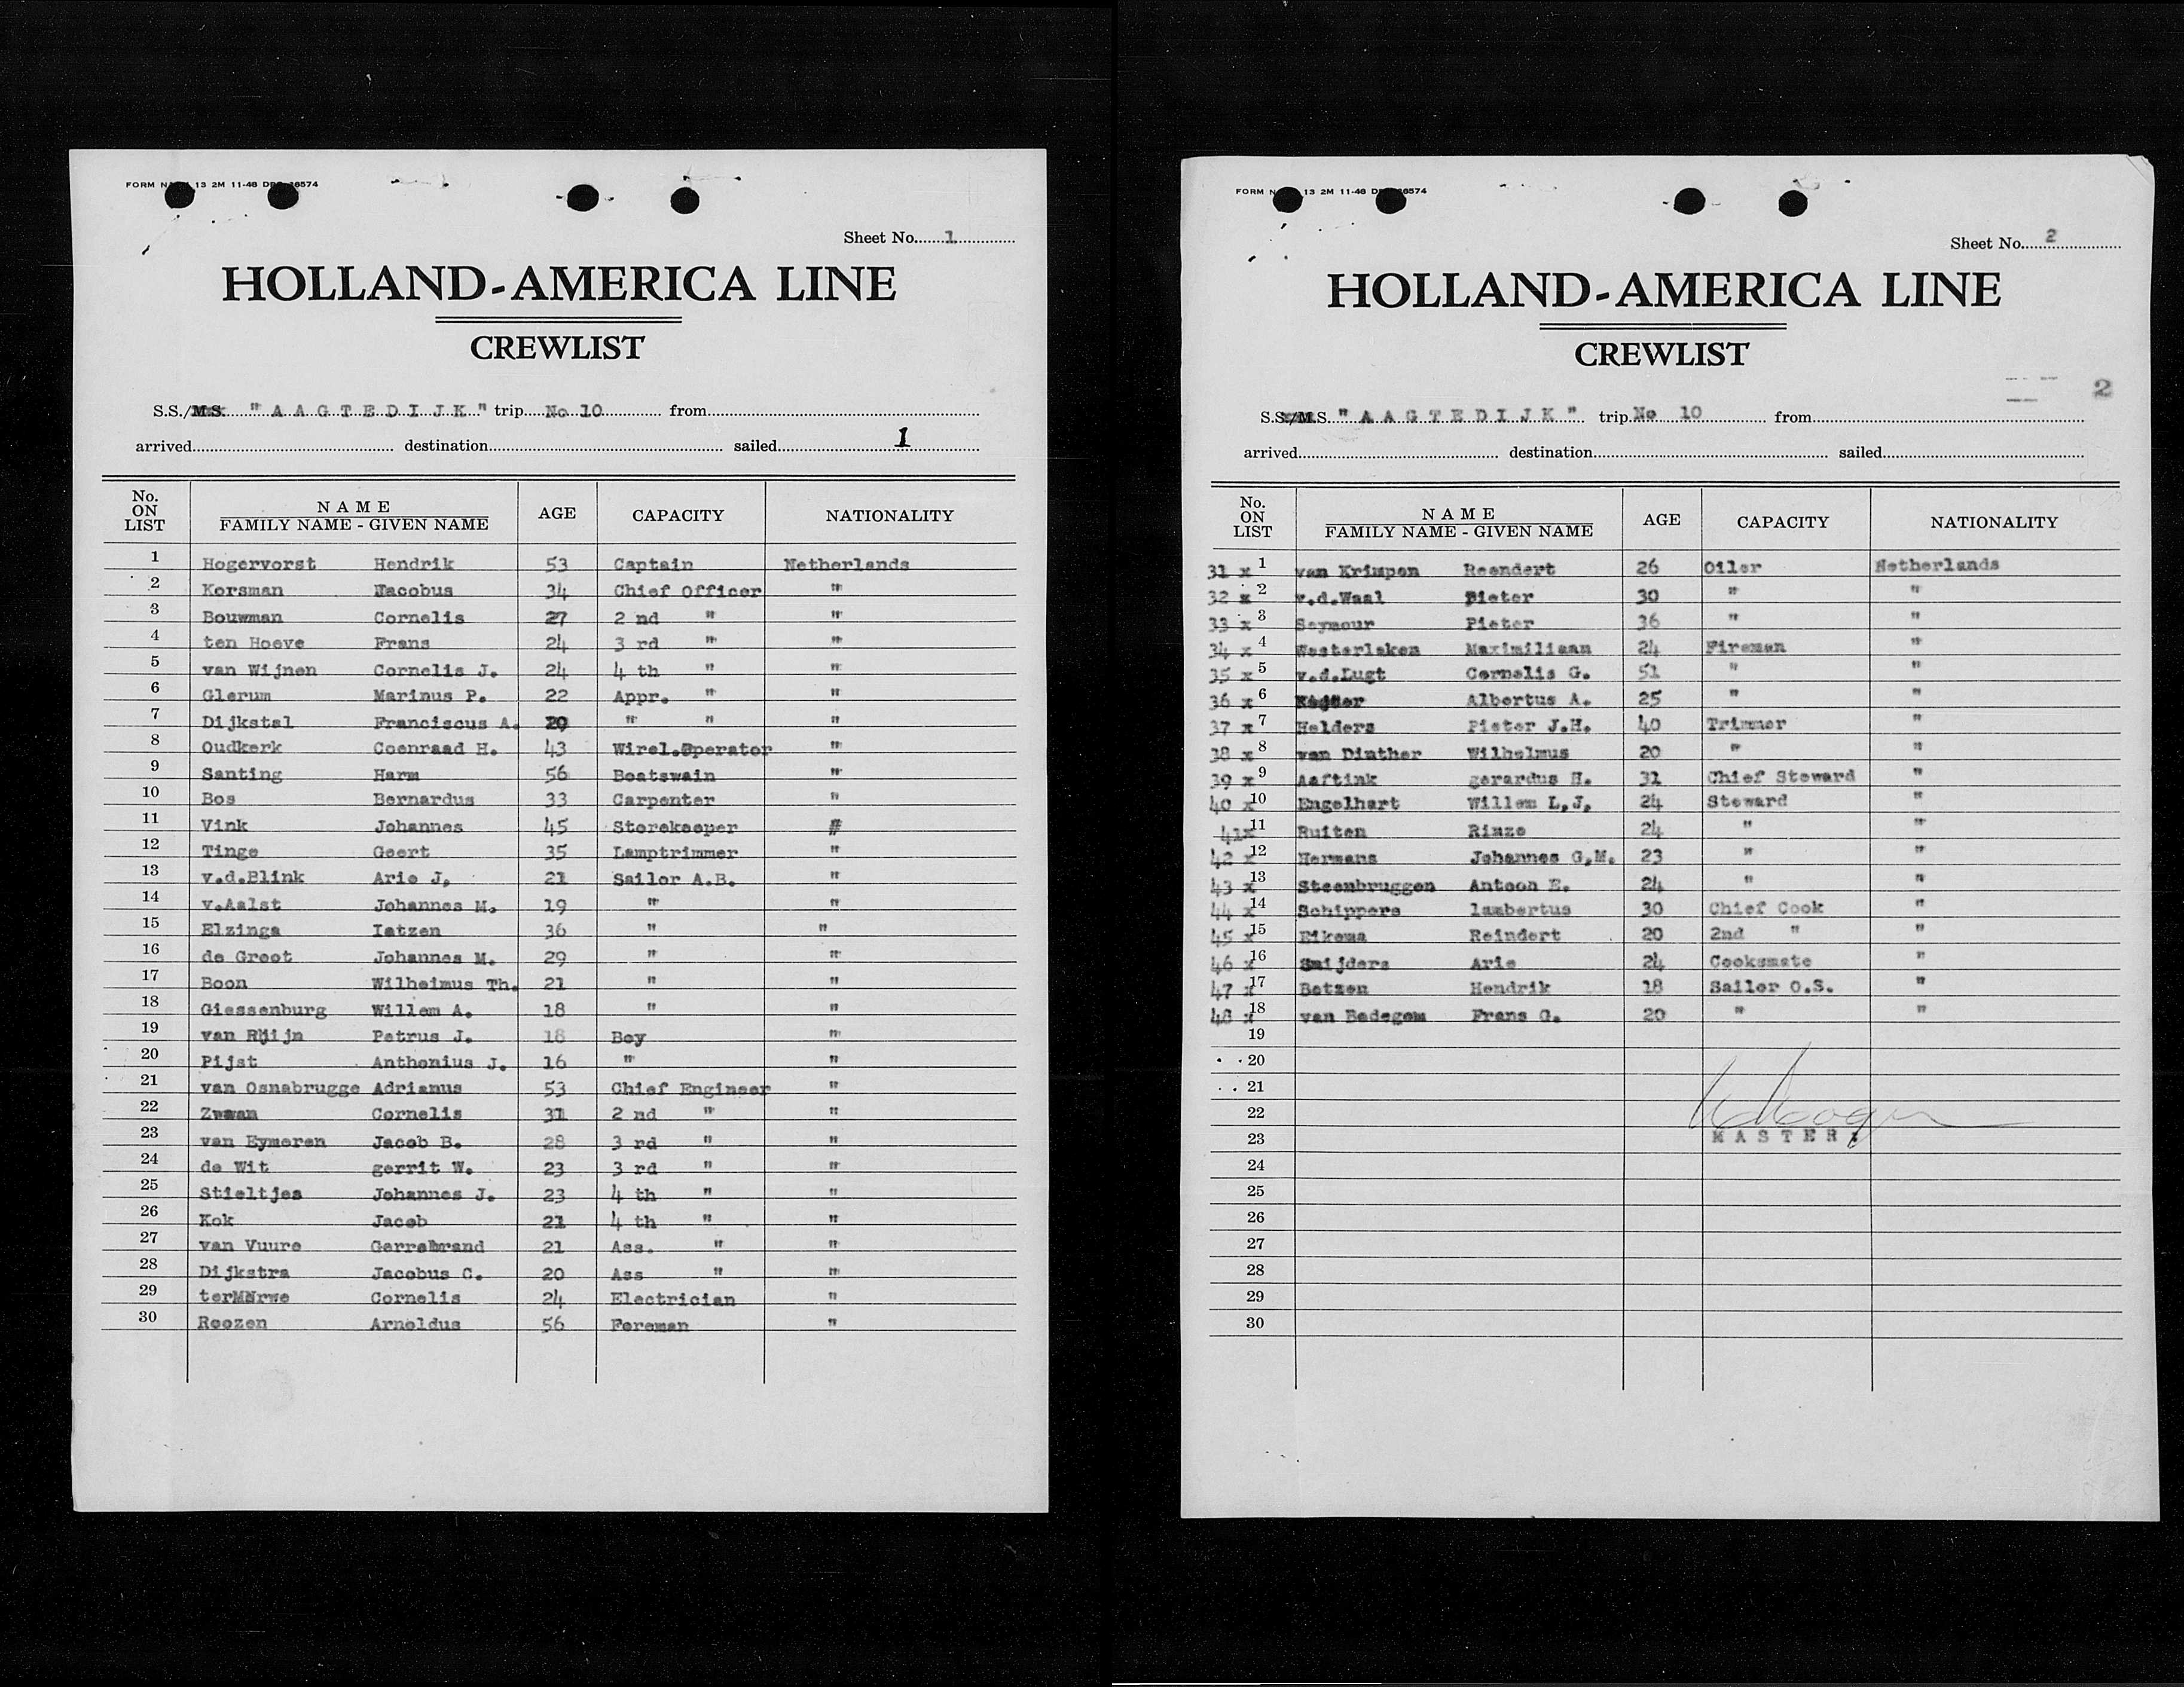 Sheet No. 1
HOLLAND-AMERICA LINE
CREWLIST
S.S./M.S. "AAGTEDIJK" trip No 10 from
arrived destination sailed 1
No. ON LIST NAME FAMILY NAME - GIVEN NAME AGE CAPACITY NATIONALITY
1 Hogervorst Hendrik 53 Captain Netherlands
2 Korsman Jacobus 34 Chief Officer "
3 Bouwman Cornelis 27 2 nd " "
4 ten Hoeve Frans 24 3 rd " "
5 van Wijnen Cornelis J. 24 4 th " "
6 Glerum Marinus P. 22 Appr. " "
7 Dijkstal Franciscus A. 20 " " "
8 Oudkerk Coenraad H. 43 Wirel.Operator "
9 Santing Harm 56 Boatswain "
10 Bos Bernardus 33 Carpenter "
11 Vink Johannes 45 Storekeeper #
12 Tinge Geert 35 Lamptrimmer "
13 v.d.Blink Arie J, 21 Sailor A.B. "
14 v.Aalst Johannes M. 19 " "
15 Elzinga Ietzen 36 " "
16 de Groot Johannes M. 29 " "
17 Boon Wilhelmus Th. 21 " "
18 Giessenburg Willem A. 18 " "
19 van Petrus J. 18 Boy "
20 Pijst Anthonius J. 16 " "
21 van Osnabrugge Adrianus 53 Chief Engineer "
22 Zwaan Cornelis 31 2 nd " "
23 van Eymeren Jacob B. 28 3 rd " "
24 de Wit gerrit W. 23 3 rd " "
25 Stieltjes Johannes J. 23 4 th " "
26 Kok Jacob 21 4 th " "
27 van Vuure Gerrebrand 21 Ass. " "
28 Dijkstra Jacobus C. 20 Ass " "
29 Cornelis 24 Electrician "
30 Roozen Arnoldus 56 Foreman "
Sheet No. 2
HOLLAND-AMERICA LINE
CREWLIST
2
S.S./M.S. "AAGTEDIJK" trip No 10 from
arrived destination sailed
No. ON LIST NAME FAMILY NAME - GIVEN NAME AGE CAPACITY NATIONALITY
31 x 1 van Krimpen Reendert 26 Oiler Netherlands
32 x 2 v.d.Waal Pieter 30 " "
33 x 3 Seymour Pieter 36 " "
34 x 4 Westerlaken Maximiliaan 24 Fireman "
35 x 5 v.d.Lugt Cornelis G. 51 " "
36 x 6 Albertus A. 25 " "
37 x 7 Helders Pieter J.H. 40 Trimmer "
38 x 8 van Dinther Wilhelmus 20 " "
39 x 9 Aaftink gerardus H. 31 Chief Steward "
40 x 10 Engelhart Willem L,J, 24 Steward "
41 x 11 Ruiten Rinze 24 " "
42 x 12 Hermans Johannes G,M. 23 " "
43 x 13 Steenbruggen Antoon E. 24 " "
44 x 14 Schippers lambertus 30 Chief Cook "
45 x 15 Eikema Reindert 20 2nd " "
46 x 16 Snijders Arie 24 Cooksmate "
47 x 17 Betzen Hendrik 18 Sailor O.S. "
48 x 18 van Badegom Frans G. 20 " "
19
20
21
22
23 MASTER
24
25
26
27
28
29
30